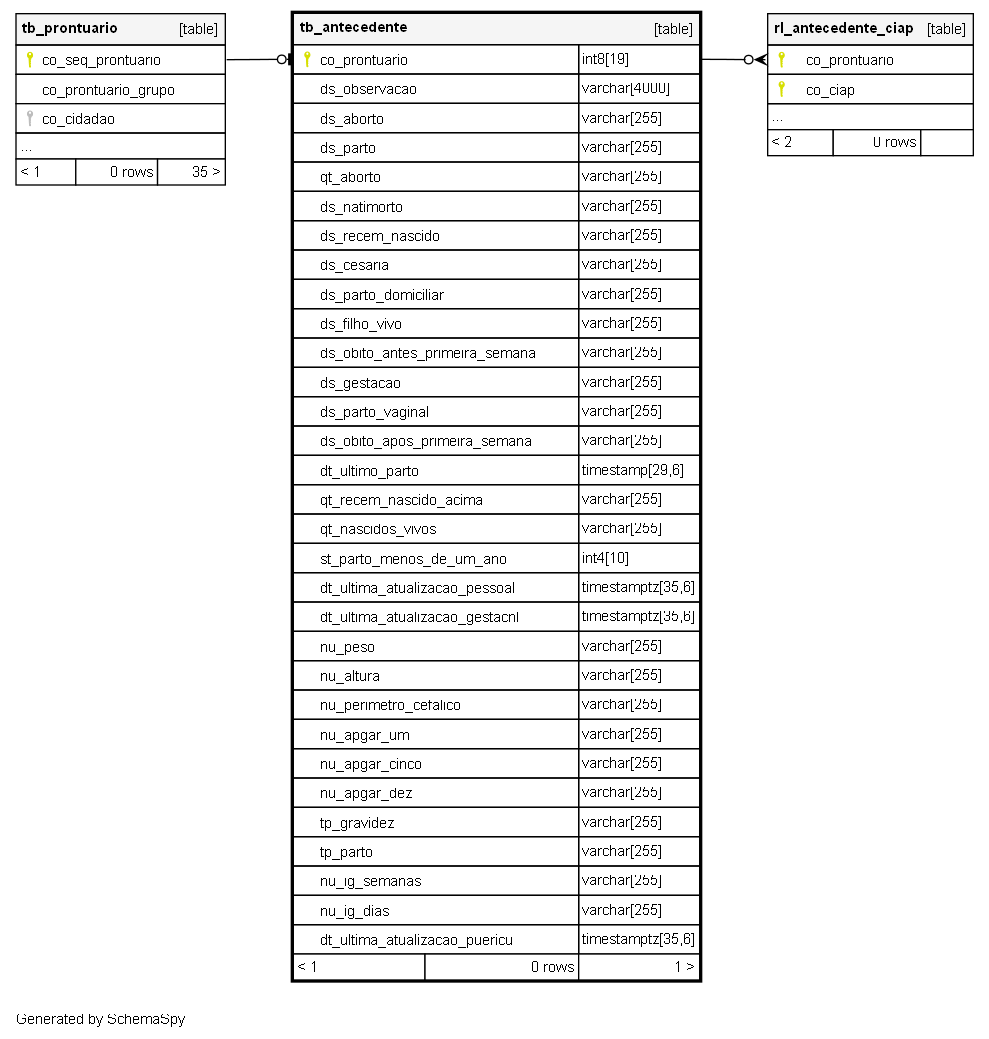 tb_prontuario [table]
co_seq_prontuario
co_prontuario_grupo
co_cidadao
...
< 1 0 rows 35 >
tb_antecedente [table]
co_prontuario int8[19]
ds_observacao varchar[4000]
ds_aborto varchar[255]
ds_parto varchar[255]
qt_aborto varchar[255]
ds_natimorto varchar[255]
ds_recem_nascido varchar[255]
ds_cesaria varchar[255]
ds_parto_domiciliar varchar[255]
ds_filho_vivo varchar[255]
ds_obito_antes_primeira_semana varchar[255]
ds_gestacao varchar[255]
ds_parto_vaginal varchar[255]
ds_obito_apos_primeira_semana varchar[255]
dt_ultimo_parto timestamp[29,6]
qt_recem_nascido_acima varchar[255]
qt_nascidos_vivos varchar[255]
st_parto_menos_de_um_ano int4[10]
dt_ultima_atualizacao_pessoal timestamptz[35,6]
dt_ultima_atualizacao_gestacnl timestamptz[35,6]
nu_peso varchar[255]
nu_altura varchar[255]
nu_perimetro_cefalico varchar[255]
nu_apgar_um varchar[255]
nu_apgar_cinco varchar[255]
nu_apgar_dez varchar[255]
tp_gravidez varchar[255]
tp_parto varchar[255]
nu_ig_semanas varchar[255]
nu_ig_dias varchar[255]
dt_ultima_atualizacao_puericu timestamptz[35,6]
< 1 0 rows 1 >
rl_antecedente_ciap [table]
co_prontuario
co_ciap
...
< 2 0 rows
Generated by SchemaSpy